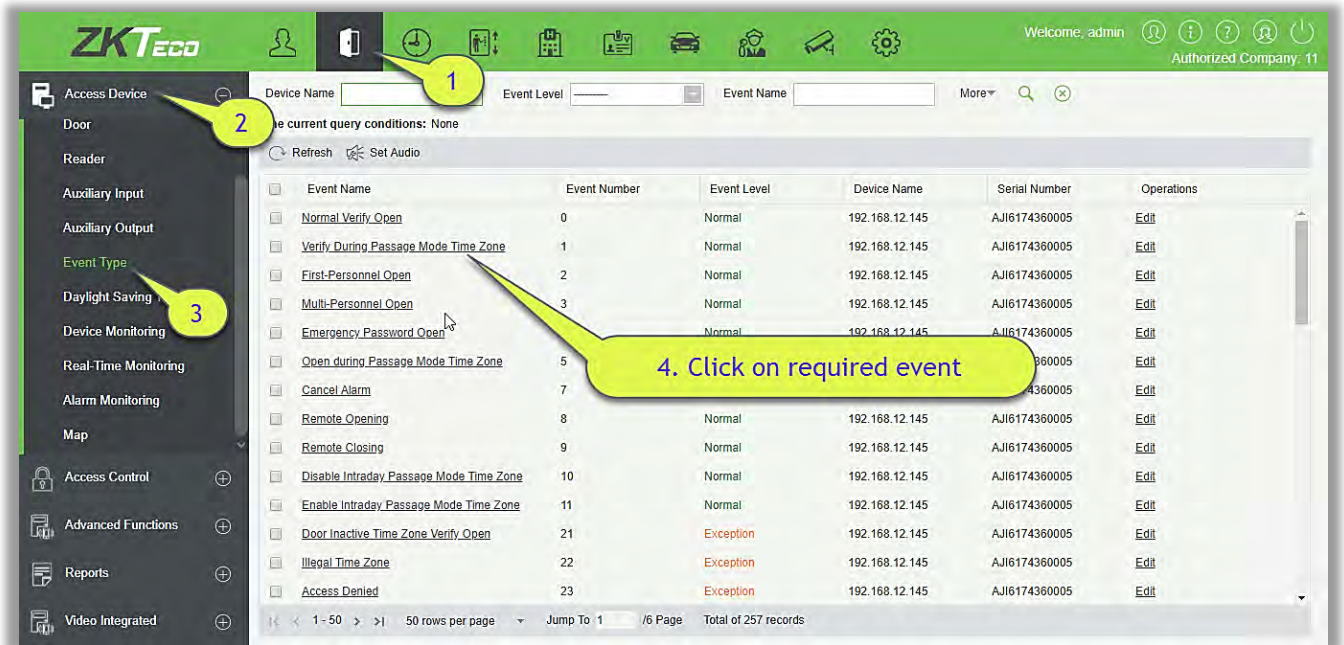 ZKTeco
Welcome, admin
Authorized Company: 11
1
Access Device
2
Door
Reader
Auxiliary Input
Auxiliary Output
Event Type
3
Daylight Saving
Device Monitoring
Real-Time Monitoring
Alarm Monitoring
Map
Access Control
Advanced Functions
Reports
Video Integrated
Device Name Event Level --------- Event Name More
current query conditions: None
Refresh Set Audio
Event Name Event Number Event Level Device Name Serial Number Operations
Normal Verify Open 0 Normal 192.168.12.145 AJI6174360005 Edit
Verify During Passage Mode Time Zone 1 Normal 192.168.12.145 AJI6174360005 Edit
First-Personnel Open 2 Normal 192.168.12.145 AJI6174360005 Edit
Multi-Personnel Open 3 Normal 192.168.12.145 AJI6174360005 Edit
Emergency Password Open Normal 192.168.12.145 AJI6174360005 Edit
Open during Passage Mode Time Zone 5 360005 Edit
4. Click on required event
Cancel Alarm 7 4360005 Edit
Remote Opening 8 Normal 192.168.12.145 AJI6174360005 Edit
Remote Closing 9 Normal 192.168.12.145 AJI6174360005 Edit
Disable Intraday Passage Mode Time Zone 10 Normal 192.168.12.145 AJI6174360005 Edit
Enable Intraday Passage Mode Time Zone 11 Normal 192.168.12.145 AJI6174360005 Edit
Door Inactive Time Zone Verify Open 21 Exception 192.168.12.145 AJI6174360005 Edit
Illegal Time Zone 22 Exception 192.168.12.145 AJI6174360005 Edit
Access Denied 23 Exception 192.168.12.145 AJI6174360005 Edit
1 - 50 50 rows per page Jump To 1 /6 Page Total of 257 records